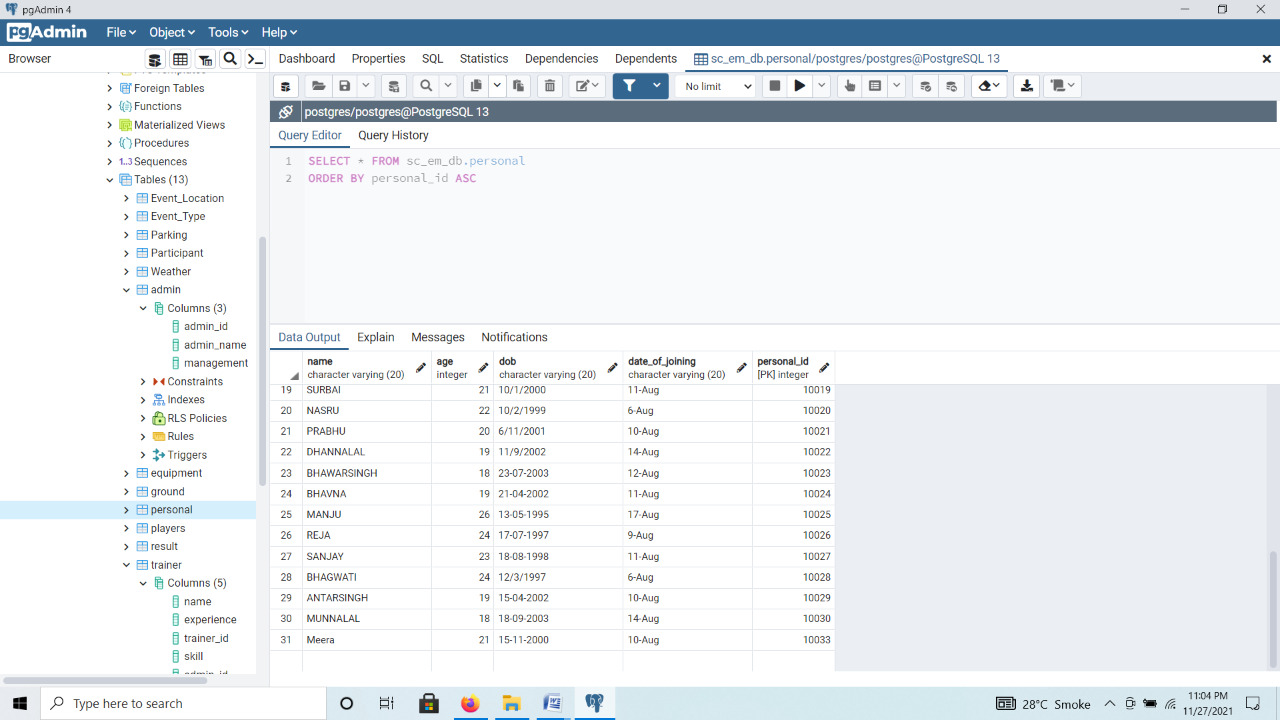 pgAdmin 4
pgAdmin File Object Tools Help
Browser
Dashboard Properties SQL Statistics Dependencies Dependents sc_em_db.personal/postgres/postgres@PostgreSQL 13
Foreign Tables
Functions
Materialized Views
Procedures
1..3 Sequences
Tables (13)
Event_Location
Event_Type
Parking
Participant
Weather
admin
Columns (3)
admin_id
admin_name
management
Constraints
Indexes
RLS Policies
Rules
Triggers
equipment
ground
personal
players
result
trainer
Columns (5)
name
experience
trainer_id
skill
No limit
postgres/postgres@PostgreSQL 13
Query Editor Query History
1 SELECT * FROM sc_em_db.personal
2 ORDER BY personal_id ASC
Data Output Explain Messages Notifications
name age dob date_of_joining personal_id
character varying (20) integer character varying (20) character varying (20) [PK] integer
19 SURBAI 21 10/1/2000 11-Aug 10019
20 NASRU 22 10/2/1999 6-Aug 10020
21 PRABHU 20 6/11/2001 10-Aug 10021
22 DHANNALAL 19 11/9/2002 14-Aug 10022
23 BHAWARSINGH 18 23-07-2003 12-Aug 10023
24 BHAVNA 19 21-04-2002 11-Aug 10024
25 MANJU 26 13-05-1995 17-Aug 10025
26 REJA 24 17-07-1997 9-Aug 10026
27 SANJAY 23 18-08-1998 11-Aug 10027
28 BHAGWATI 24 12/3/1997 6-Aug 10028
29 ANTARSINGH 19 15-04-2002 10-Aug 10029
30 MUNNALAL 18 18-09-2003 14-Aug 10030
31 Meera 21 15-11-2000 10-Aug 10033
Type here to search
28°C Smoke
11:04 PM
11/27/2021